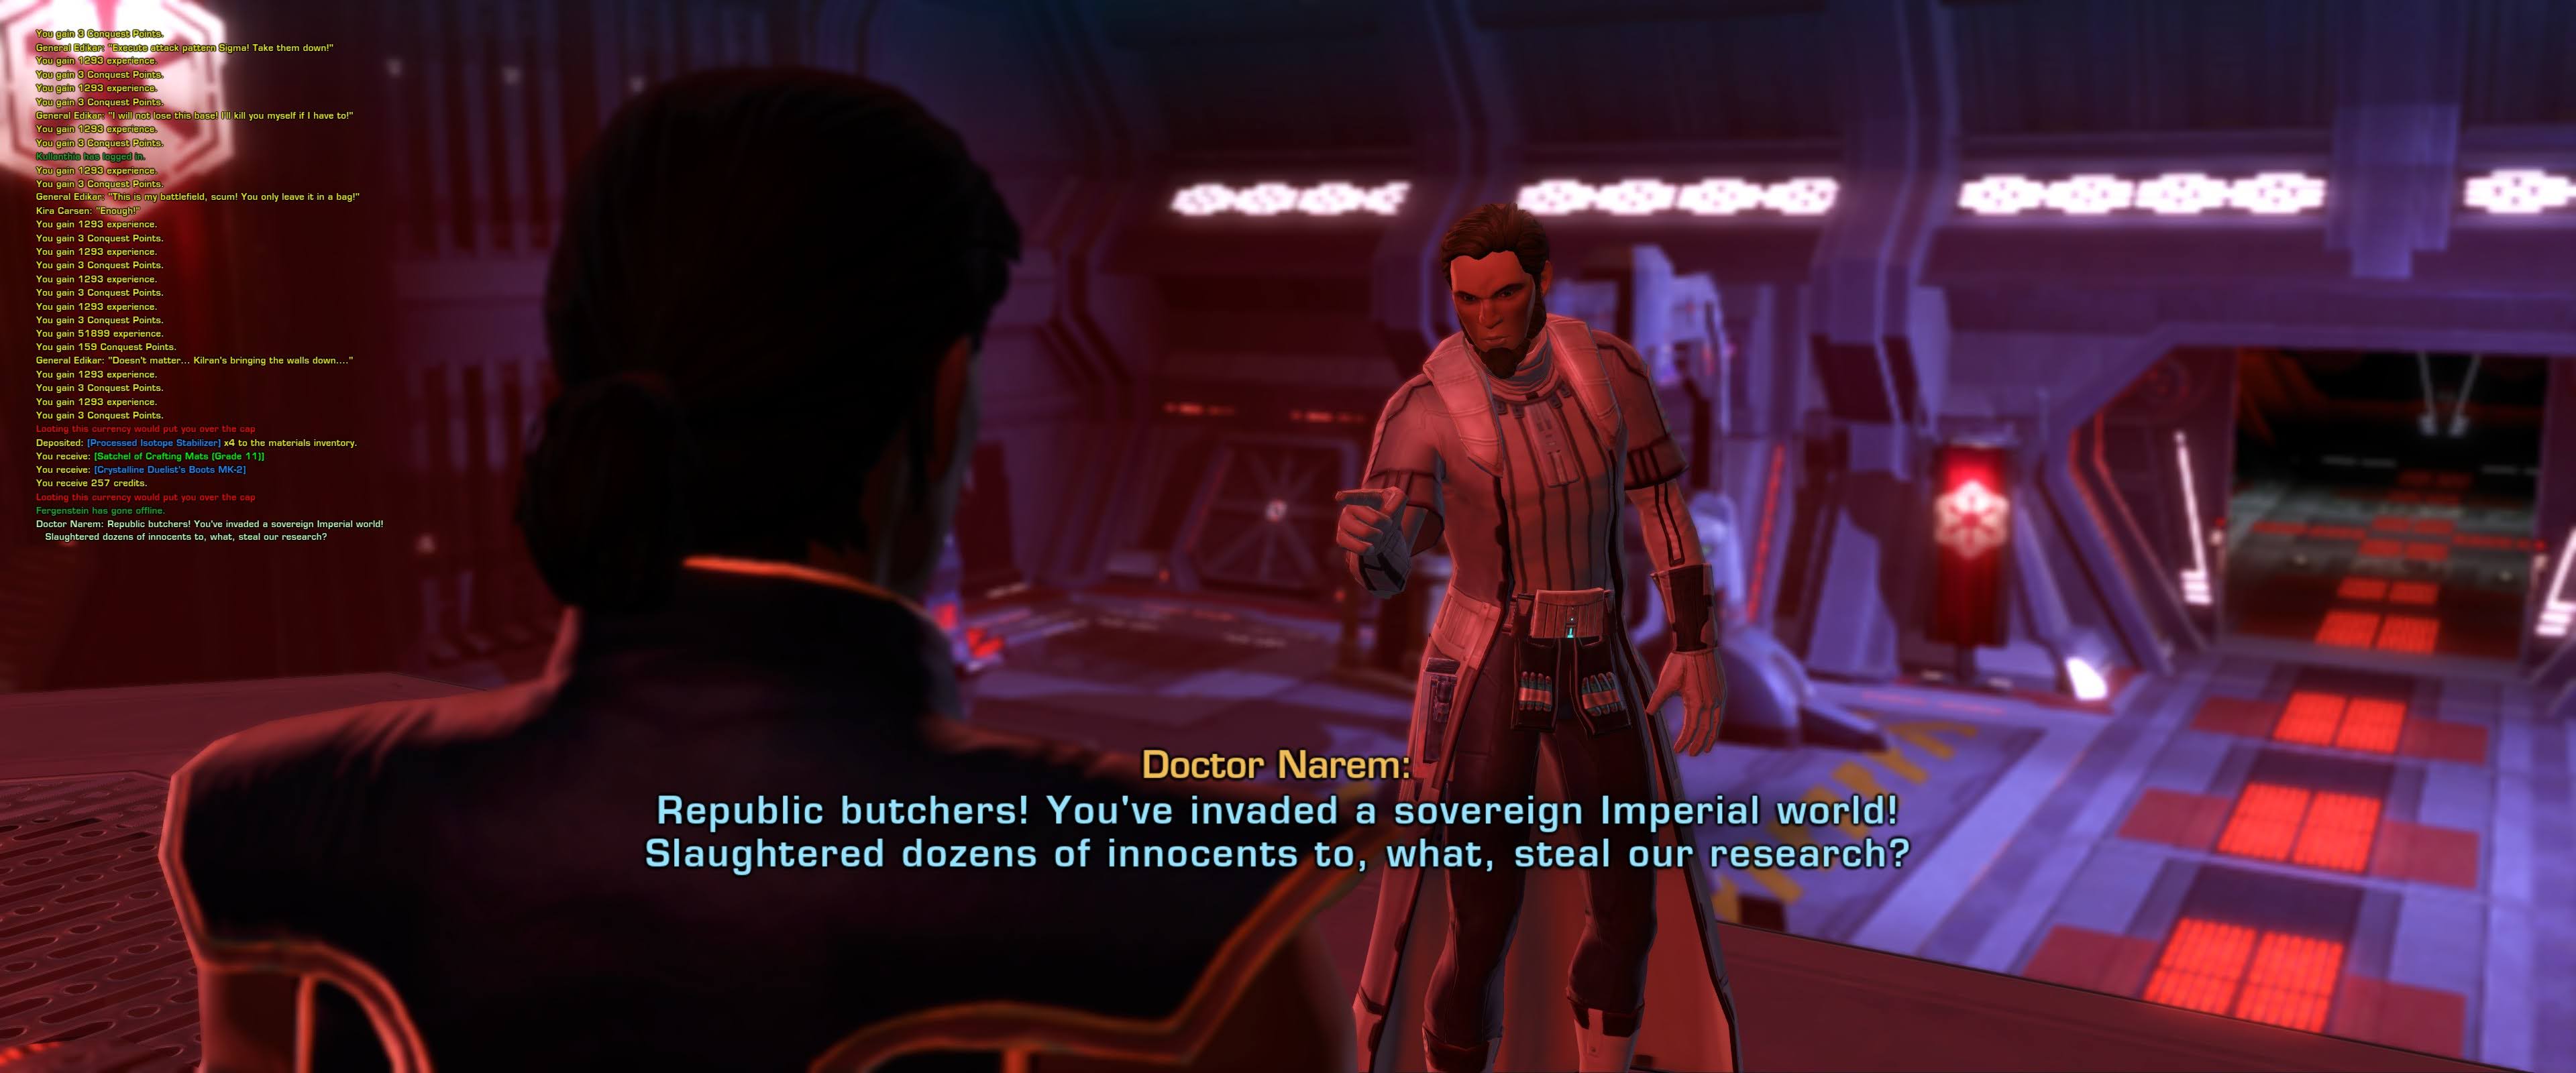 You gain 3 Conquest Points.
General Edikar: "Execute attack pattern Sigma! Take them down!"
You gain 1293 experience.
You gain 3 Conquest Points.
You gain 1293 experience.
You gain 3 Conquest Points.
General Edikar: "I will not lose this base! I'll kill you myself if I have to!"
You gain 1293 experience.
You gain 3 Conquest Points.
Kullanthia has logged in.
You gain 1293 experience.
You gain 3 Conquest Points.
General Edikar: "This is my battlefield, scum! You only leave it in a bag!"
Kira Carsen: "Enough!"
You gain 1293 experience.
You gain 3 Conquest Points.
You gain 1293 experience.
You gain 3 Conquest Points.
You gain 1293 experience.
You gain 3 Conquest Points.
You gain 1293 experience.
You gain 3 Conquest Points.
You gain 51899 experience.
You gain 159 Conquest Points.
General Edikar: "Doesn't matter... Kilran's bringing the walls down...."
You gain 1293 experience.
You gain 3 Conquest Points.
You gain 1293 experience.
You gain 3 Conquest Points.
Looting this currency would put you over the cap
Deposited: [Processed Isotope Stabilizer] x4 to the materials inventory.
You receive: [Satchel of Crafting Mats (Grade 11)]
You receive: [Crystalline Duelist's Boots MK-2]
You receive 257 credits.
Looting this currency would put you over the cap
Fergenstein has gone offline.
Doctor Narem: Republic butchers! You've invaded a sovereign Imperial world!
Slaughtered dozens of innocents to, what, steal our research?
Doctor Narem:
Republic butchers! You've invaded a sovereign Imperial world!
Slaughtered dozens of innocents to, what, steal our research?